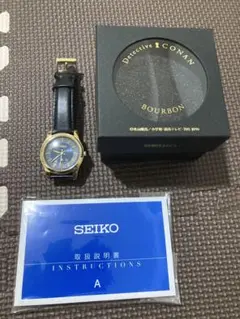 Detective CONAN
BOURBON
SEIKO
取扱説明書
INSTRUCTIONS
A